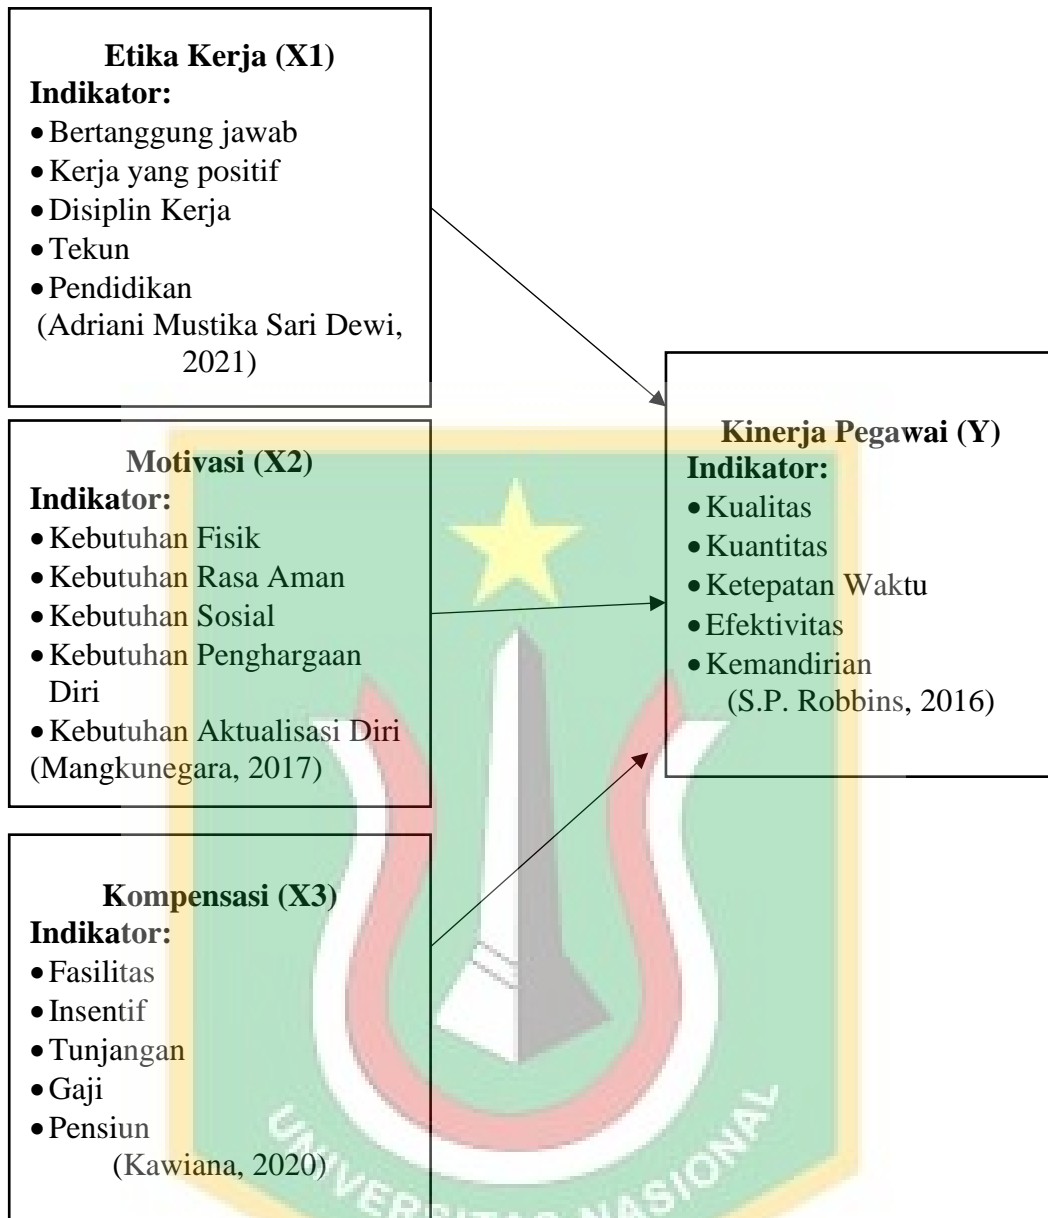 Etika Kerja (X1)
Indikator:
• Bertanggung jawab
• Kerja yang positif
• Disiplin Kerja
• Tekun
• Pendidikan
(Adriani Mustika Sari Dewi,
2021)
Motivasi (X2)
Indikator:
• Kebutuhan Fisik
• Kebutuhan Rasa Aman
• Kebutuhan Sosial
• Kebutuhan Penghargaan
Diri
• Kebutuhan Aktualisasi Diri
(Mangkunegara, 2017)
Kompensasi (X3)
Indikator:
• Fasilitas
• Insentif
• Tunjangan
• Gaji
• Pensiun
(Kawiana, 2020)
Kinerja Pegawai (Y)
Indikator:
• Kualitas
• Kuantitas
• Ketepatan Waktu
• Efektivitas
• Kemandirian
(S.P. Robbins, 2016)
UNIVERSITAS NASIONAL